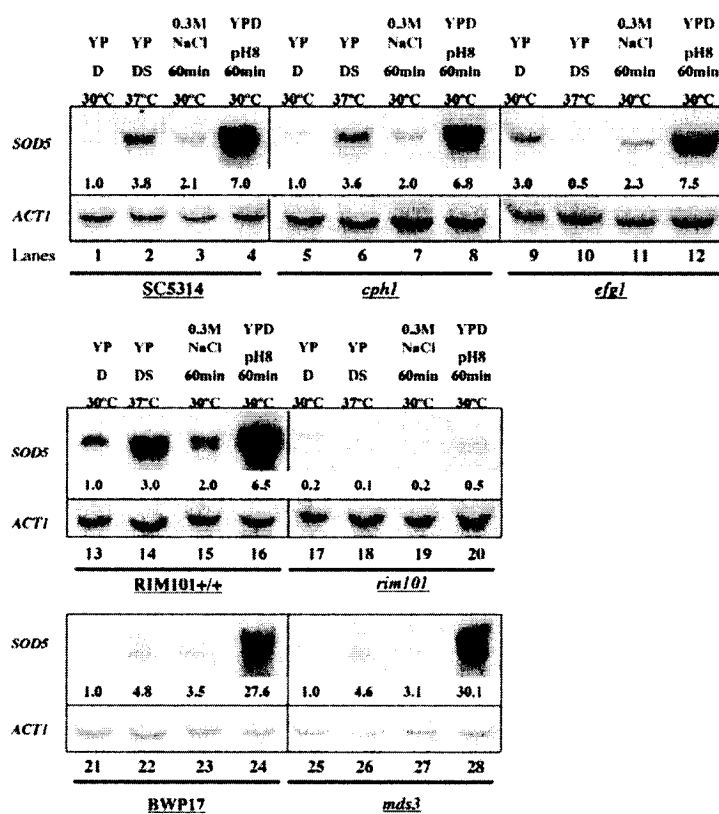 0.3M YPD
YP YP NaCl pH8
D DS 60min 60min
30°C 37°C 30°C 30°C
0.3M YPD
YP YP NaCl pH8
D DS 60min 60min
30°C 37°C 30°C 30°C
0.3M YPD
YP YP NaCl pH8
D DS 60min 60min
30°C 37°C 30°C 30°C
SOD5
1.0 3.8 2.1 7.0 1.0 3.6 2.0 6.8 3.0 0.5 2.3 7.5
ACT1
Lanes 1 2 3 4 5 6 7 8 9 10 11 12
SC5314 cph1 efg1
0.3M YPD
YP YP NaCl pH8
D DS 60min 60min
30°C 37°C 30°C 30°C
0.3M YPD
YP YP NaCl pH8
D DS 60min 60min
30°C 37°C 30°C 30°C
SOD5
1.0 3.0 2.0 6.5 0.2 0.1 0.2 0.5
ACT1
13 14 15 16 17 18 19 20
RIM101+/+ rim101
SOD5
1.0 4.8 3.5 27.6 1.0 4.6 3.1 30.1
ACT1
21 22 23 24 25 26 27 28
BWP17 mds3